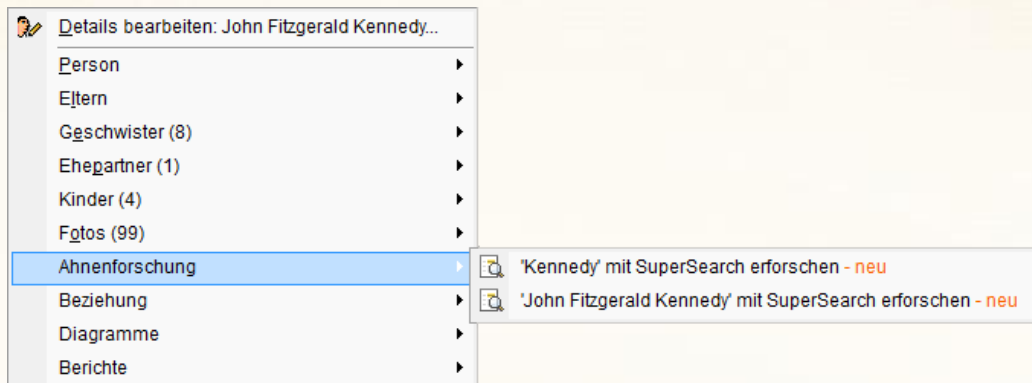 Details bearbeiten: John Fitzgerald Kennedy...
Person
Eltern
Geschwister (8)
Ehepartner (1)
Kinder (4)
Fotos (99)
Ahnenforschung
'Kennedy' mit SuperSearch erforschen - neu
'John Fitzgerald Kennedy' mit SuperSearch erforschen - neu
Beziehung
Diagramme
Berichte